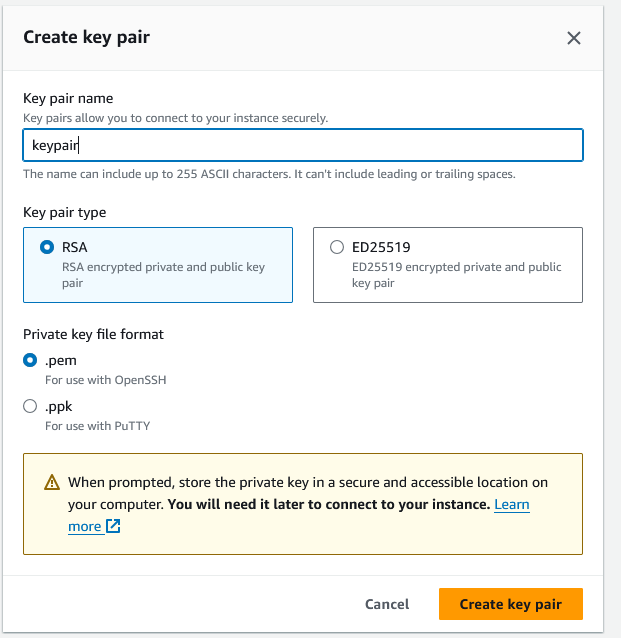 Create key pair
Key pair name
Key pairs allow you to connect to your instance securely.
keypair
The name can include up to 255 ASCII characters. It can't include leading or trailing spaces.
Key pair type
RSA
RSA encrypted private and public key
pair
ED25519
ED25519 encrypted private and public
key pair
Private key file format
.pem
For use with OpenSSH
.ppk
For use with PuTTY
When prompted, store the private key in a secure and accessible location on
your computer. You will need it later to connect to your instance. Learn
more
Cancel
Create key pair